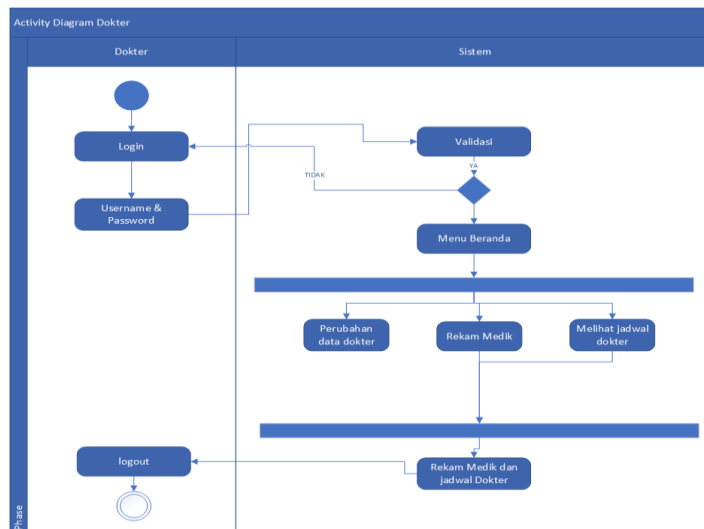 Activity Diagram Dokter
Dokter
Sistem
Login
Validasi
YA
TIDAK
Username &
Password
Menu Beranda
Perubahan
data dokter
Rekam Medik
Melihat jadwal
dokter
logout
Rekam Medik dan
jadwal Dokter
Phase